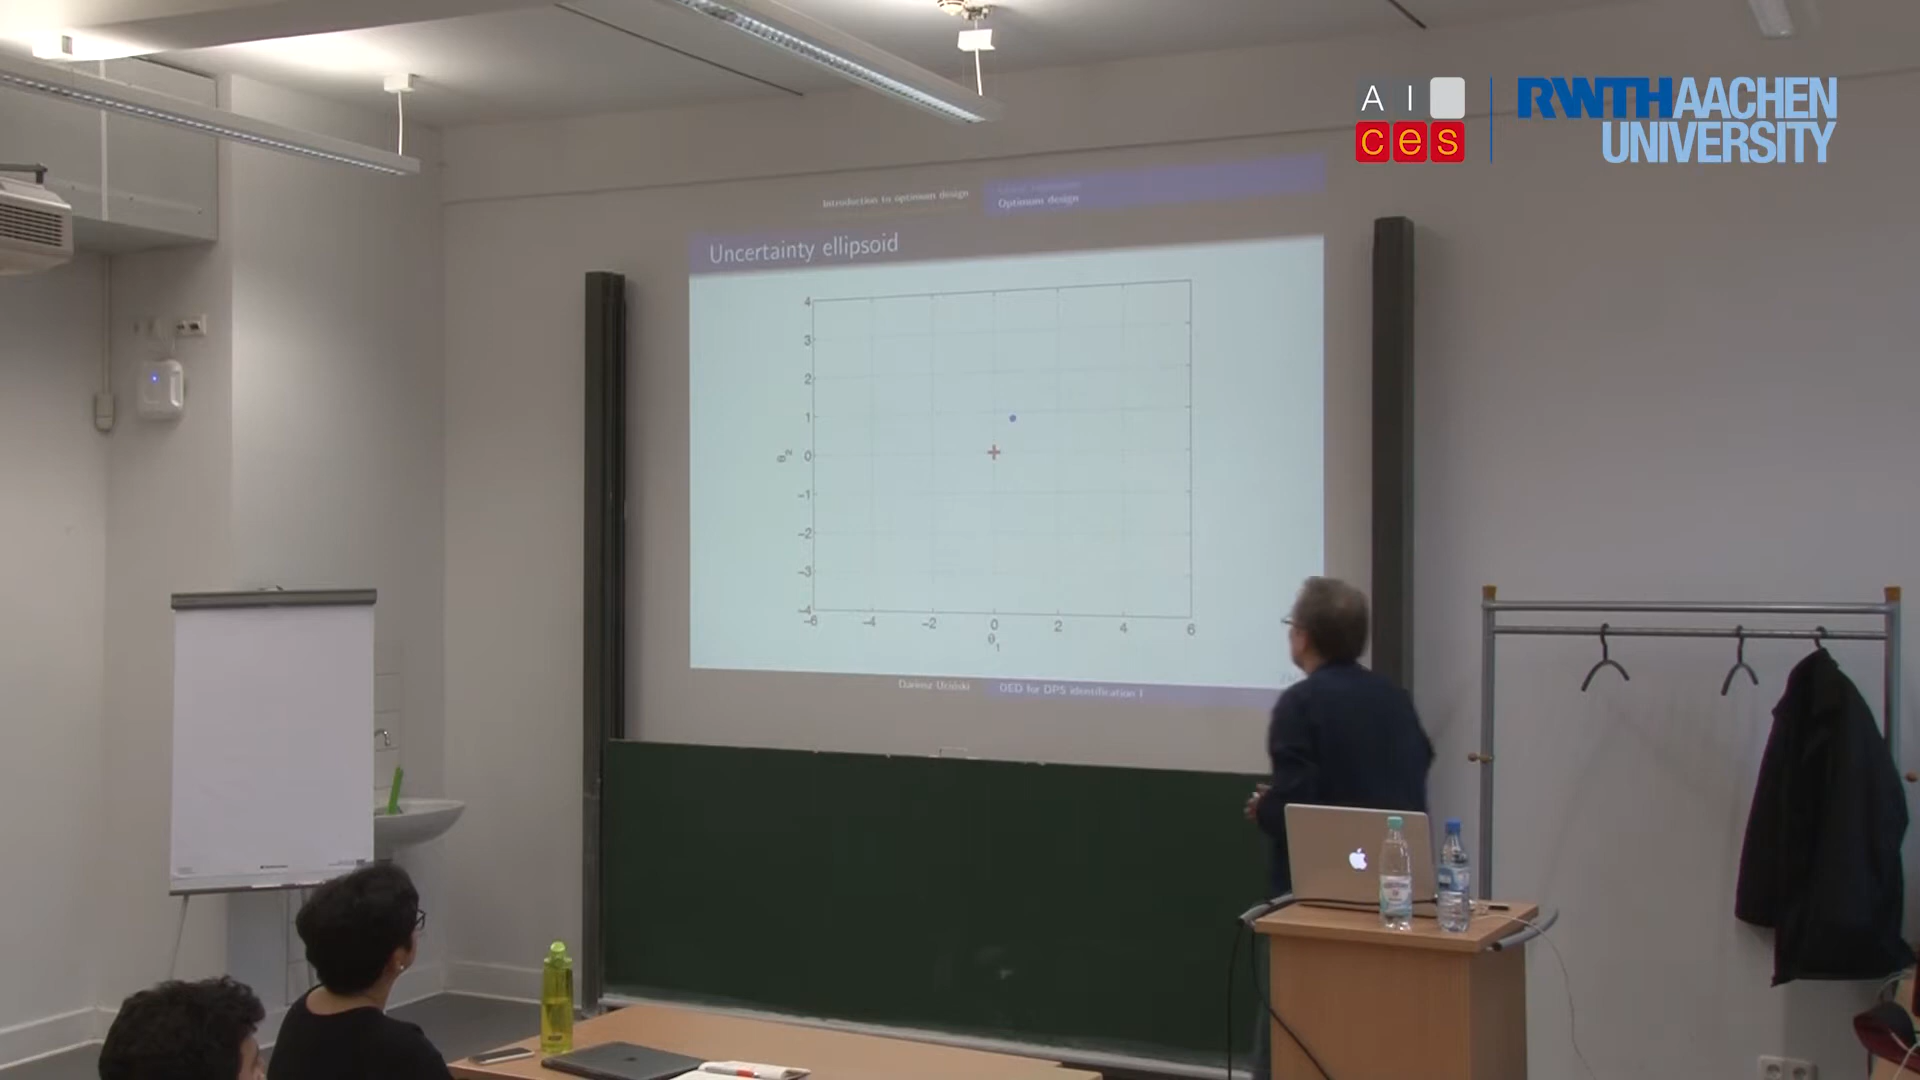 AI
ces
RWTHAACHEN
UNIVERSITY
Introduction to optimum design
Optimum design
Uncertainty ellipsoid
4
3
2
1
0
−1
−2
−3
−4
θ2
−6 −4 −2 0 2 4 6
θ1
Dariusz Uciński
OED for DPS identification I